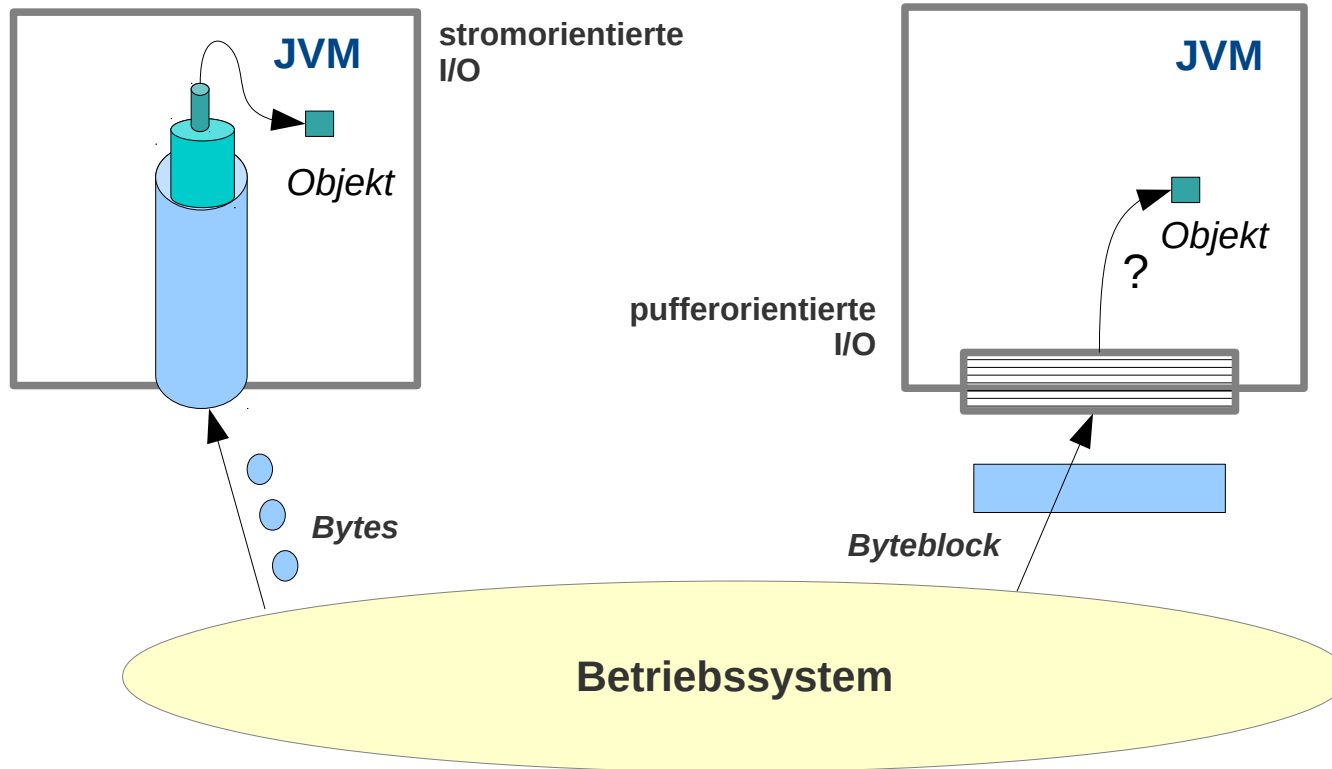 JVM
stromorientierte
I/O
Objekt
JVM
Objekt
?
pufferorientierte
I/O
Bytes
Byteblock
Betriebssystem